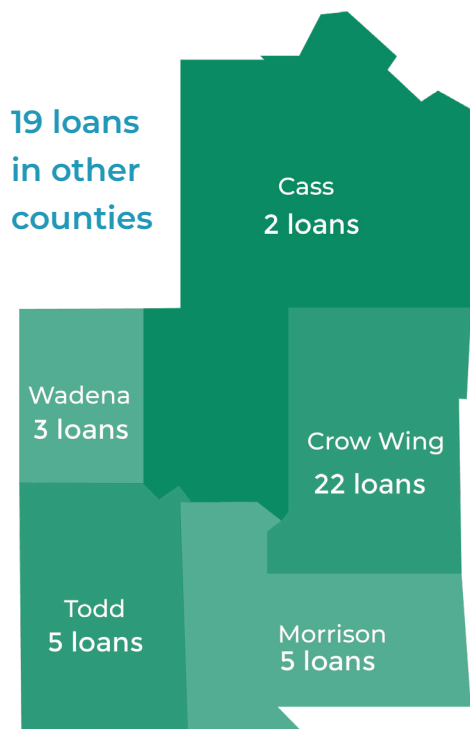 19 loans
in other
counties
Cass
2 loans
Wadena
3 loans
Crow Wing
22 loans
Todd
5 loans
Morrison
5 loans